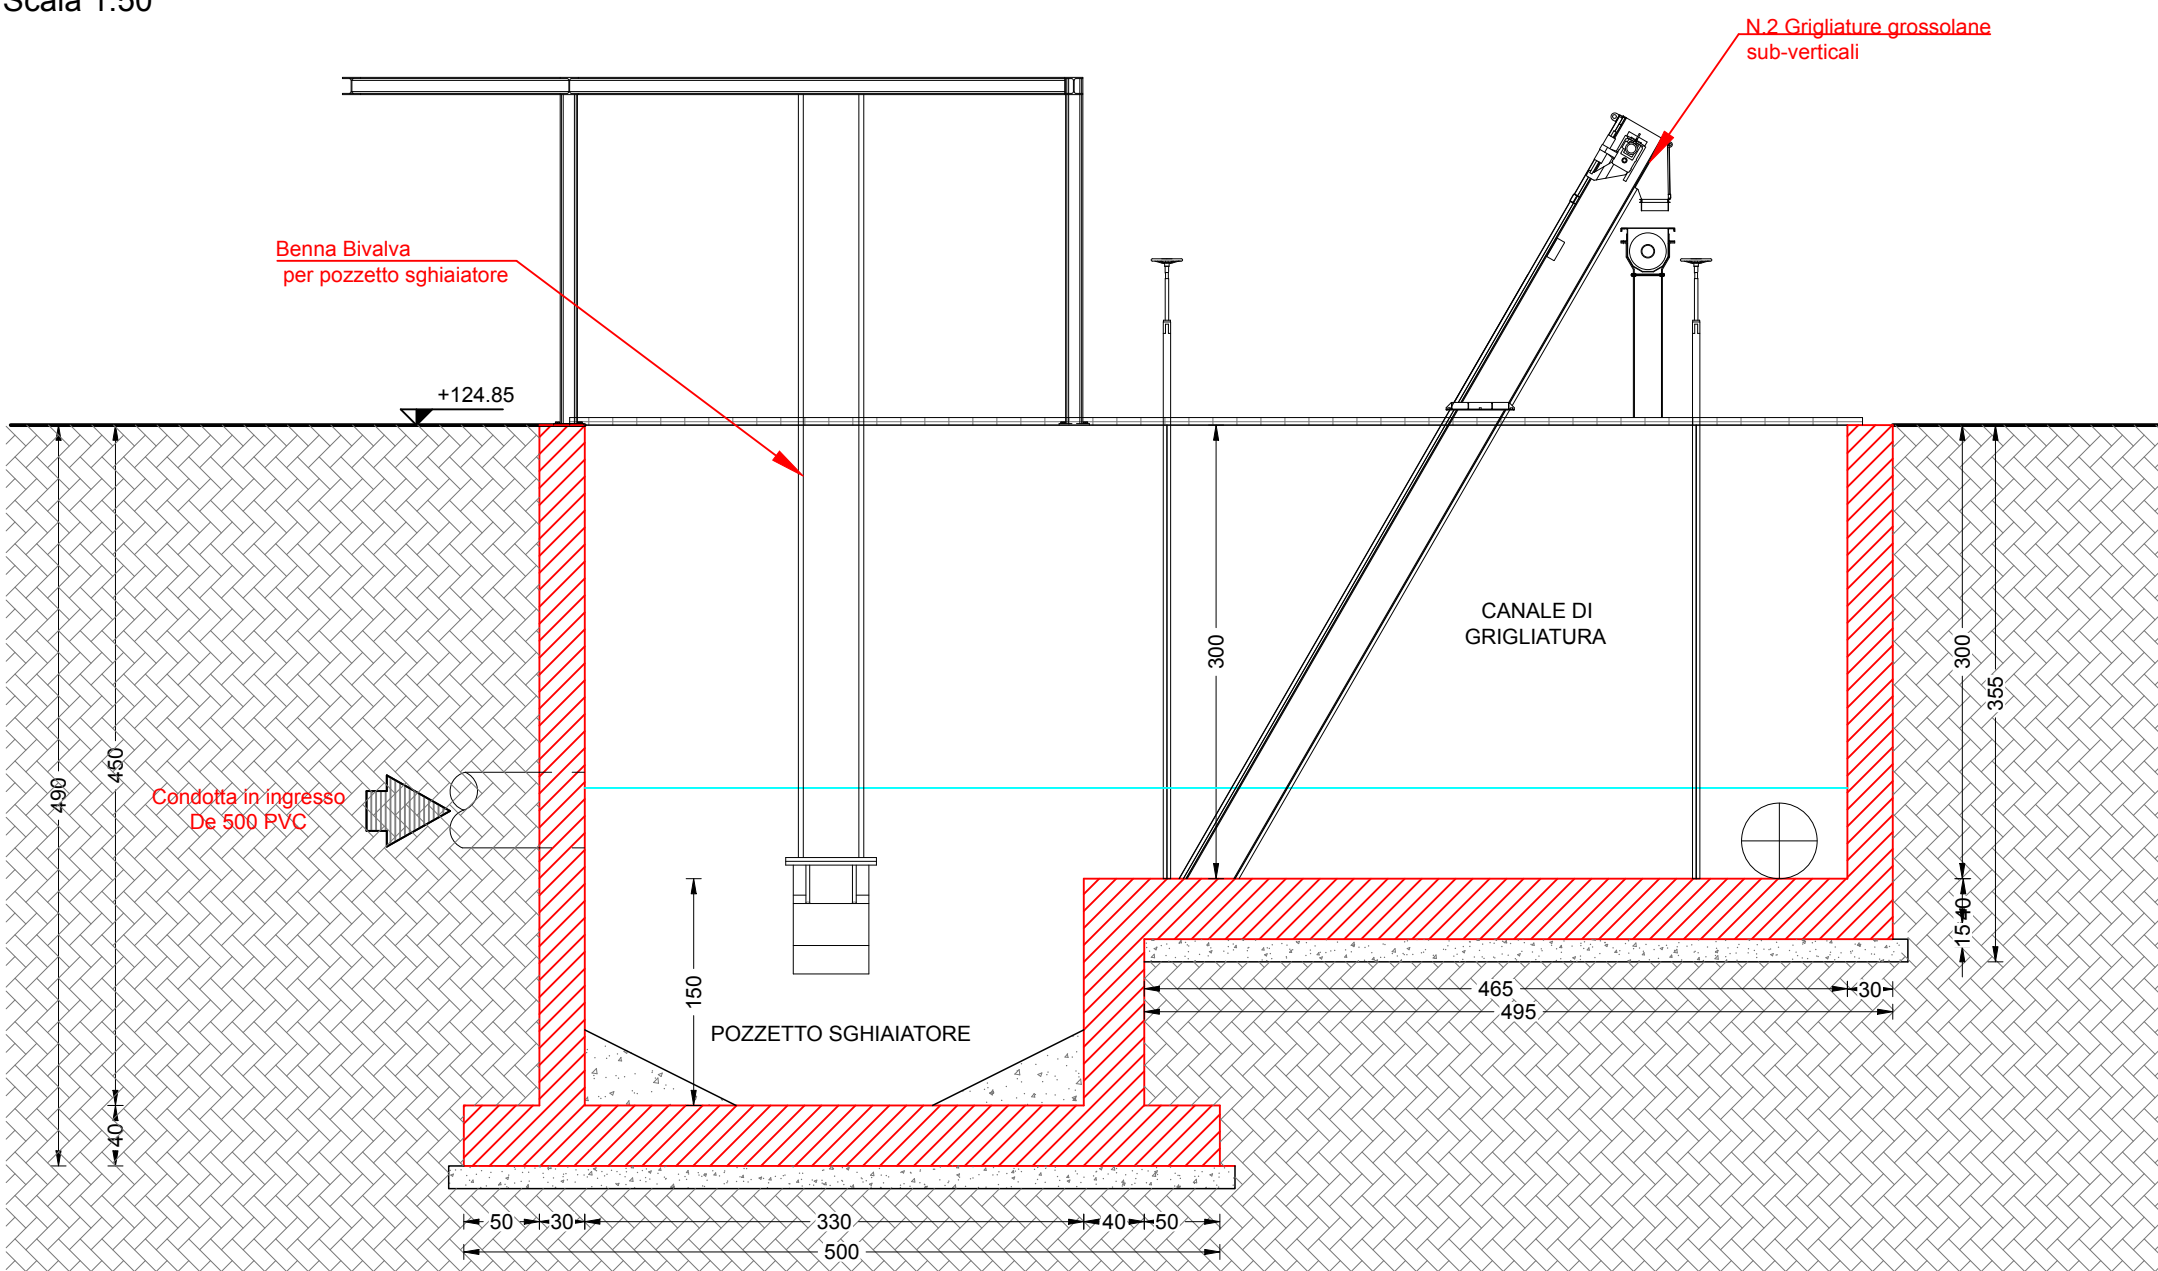 Scala 1:50
N.2 Grigliature grossolane
sub-verticali
Benna Bivalva
per pozzetto sghiaiatore
+124.85
CANALE DI
GRIGLIATURA
300
300
355
490
450
Condotta in ingresso
De 500 PVC
150
40
15
465
30
495
POZZETTO SGHIAIATORE
40
50
30
330
40
50
500